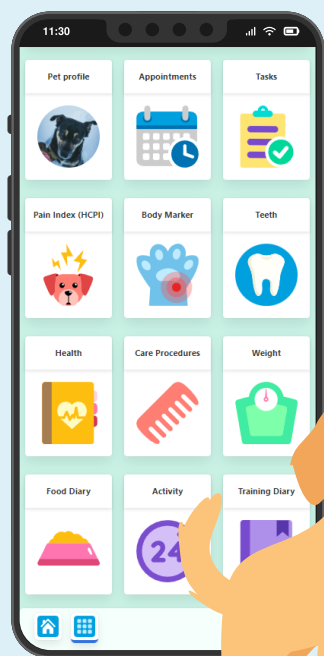 11:30
Pet profile
Appointments
Tasks
Pain Index (HCPI)
Body Marker
Teeth
Health
Care Procedures
Weight
Food Diary
Activity
Training Diary
24